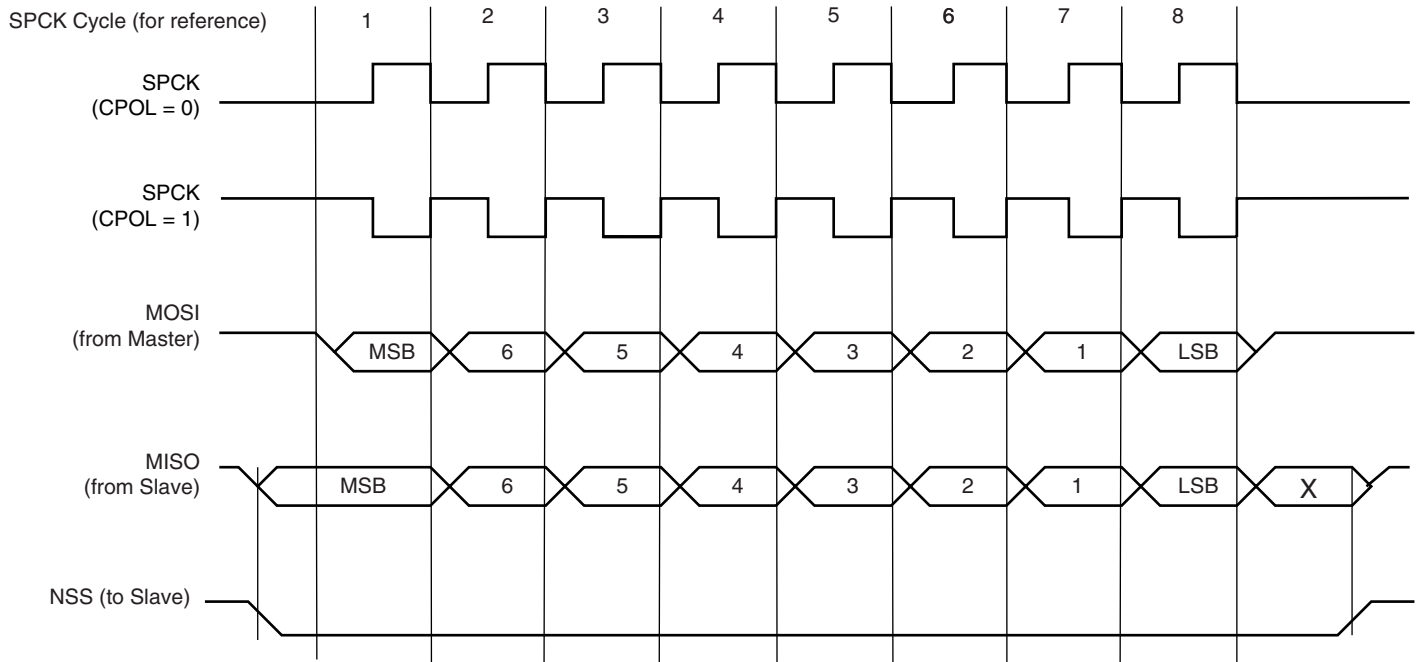 SPCK Cycle (for reference) 1 2 3 4 5 6 7 8
SPCK
(CPOL = 0)
SPCK
(CPOL = 1)
MOSI
(from Master)
MSB 6 5 4 3 2 1 LSB
MISO
(from Slave)
MSB 6 5 4 3 2 1 LSB X
NSS (to Slave)